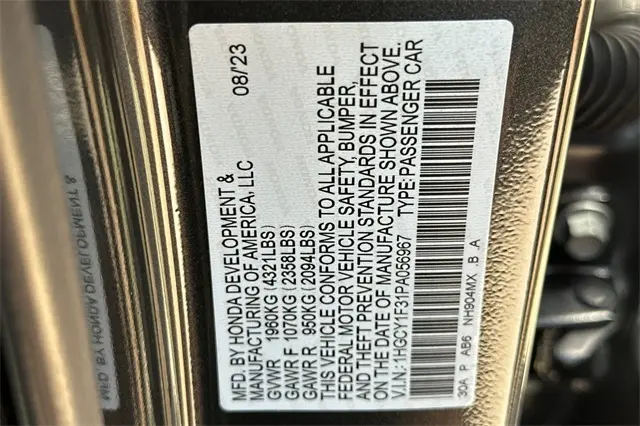 MFD. BY HONDA DEVELOPMENT & 08/'23
MANUFACTURING OF AMERICA, LLC
GVWR 1960KG (4321LBS)
GAWR F 1070KG (2358LBS)
GAWR R 950KG (2094LBS)
THIS VEHICLE CONFORMS TO ALL APPLICABLE
FEDERAL MOTOR VEHICLE SAFETY, BUMPER,
AND THEFT PREVENTION STANDARDS IN EFFECT
ON THE DATE OF MANUFACTURE SHOWN ABOVE.
V.I.N.: 1HGCY1F31PA056967 TYPE: PASSENGER CAR
30A P AB6 NH904MX .B .A